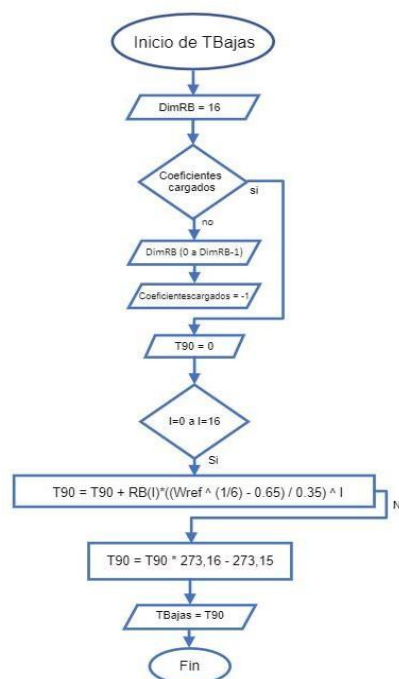 Inicio de TBajas
DimRB = 16
Coeficientes
cargados
si
no
DimRB (0 a DimRB-1)
Coeficientescargados = -1
T90 = 0
I=0 a I=16
Si
T90 = T90 + RB(I)*((Wref ^ (1/6) - 0.65) / 0.35) ^ I
N
T90 = T90 * 273,16 - 273,15
TBajas = T90
Fin